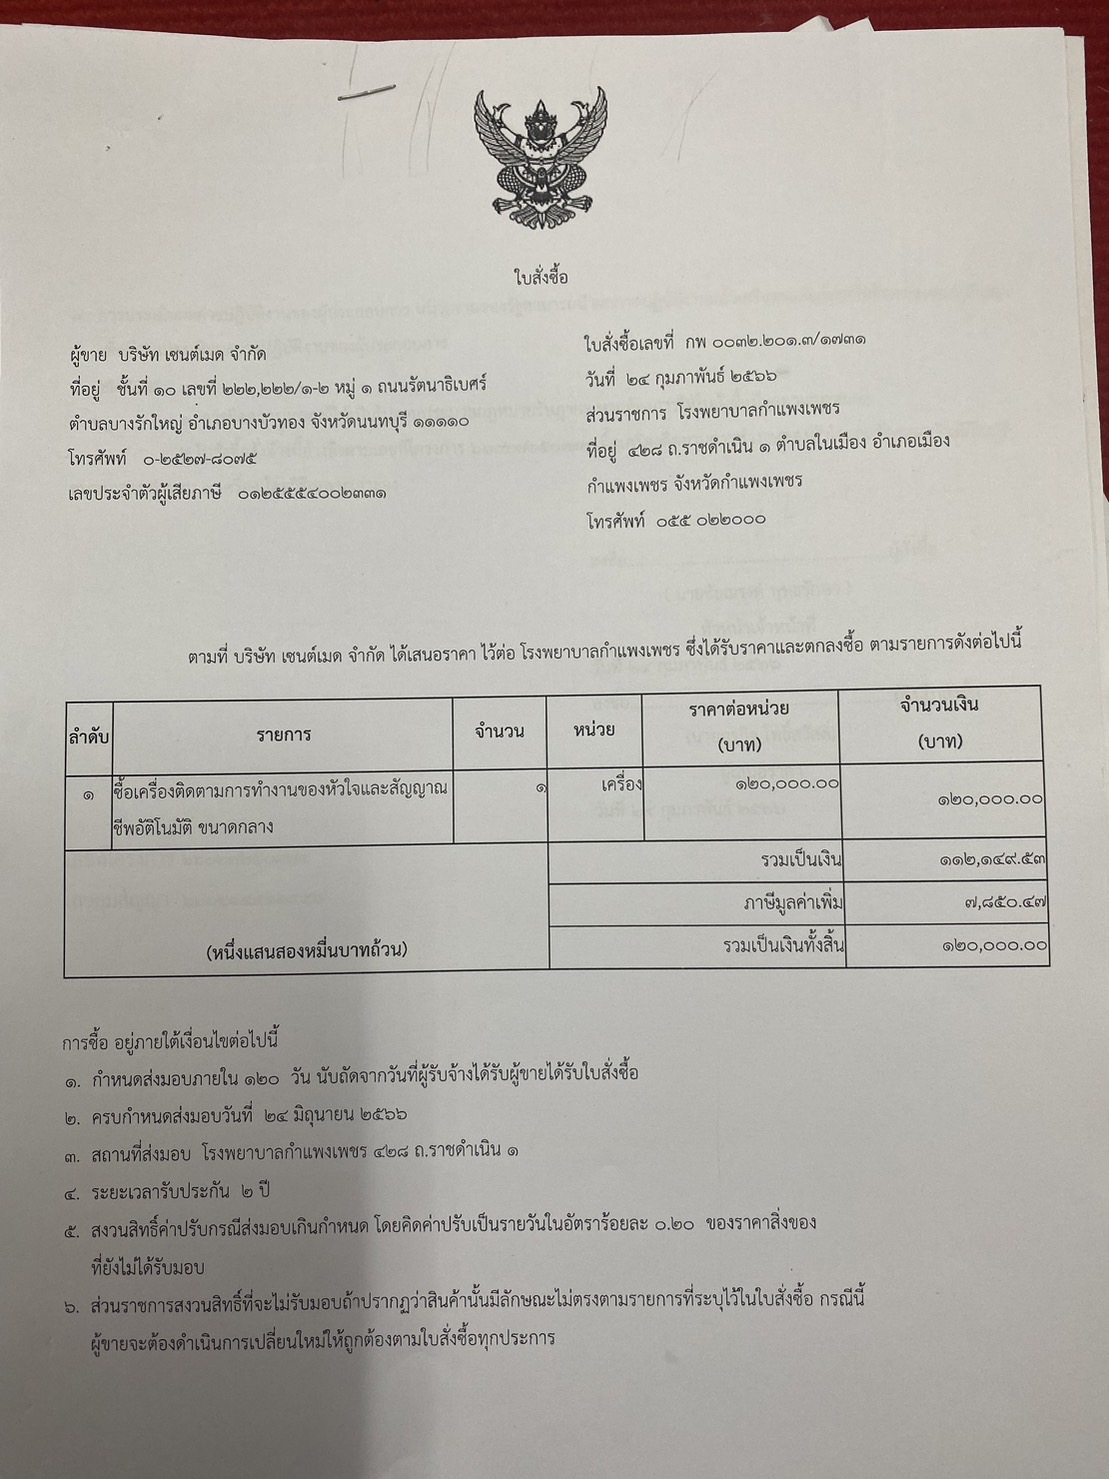 ใบสั่งซื้อ
ผู้ขาย บริษัท เซนต์เมด จำกัด
ที่อยู่ ชั้นที่ ๑๐ เลขที่ ๒๒๒,๒๒๒/๑-๒ หมู่ ๑ ถนนรัตนาธิเบศร์
ตำบลบางรักใหญ่ อำเภอบางบัวทอง จังหวัดนนทบุรี ๑๑๑๑๐
โทรศัพท์ ๐-๒๕๒๗-๘๐๗๕
เลขประจำตัวผู้เสียภาษี ๐๑๒๕๕๕๔๐๐๒๓๓๑
ใบสั่งซื้อเลขที่ กพ ๐๐๓๒.๒๐๑.๓/๑๗๓๑
วันที่ ๒๔ กุมภาพันธ์ ๒๕๖๖
ส่วนราชการ โรงพยาบาลกำแพงเพชร
ที่อยู่ ๔๒๘ ถ.ราชดำเนิน ๑ ตำบลในเมือง อำเภอเมือง
กำแพงเพชร จังหวัดกำแพงเพชร
โทรศัพท์ ๐๕๕ ๐๒๒๐๐๐
ตามที่ บริษัท เซนต์เมด จำกัด ได้เสนอราคา ไว้ต่อ โรงพยาบาลกำแพงเพชร ซึ่งได้รับราคาและตกลงซื้อ ตามรายการดังต่อไปนี้
ลำดับ รายการ จำนวน หน่วย ราคาต่อหน่วย (บาท) จำนวนเงิน (บาท)
๑ ซื้อเครื่องติดตามการทำงานของหัวใจและสัญญาณ ๑ เครื่อง ๑๒๐,๐๐๐.๐๐ ๑๒๐,๐๐๐.๐๐
ชีพอัติโนมัติ ขนาดกลาง
รวมเป็นเงิน ๑๑๒,๑๔๙.๕๓
ภาษีมูลค่าเพิ่ม ๗,๘๕๐.๔๗
(หนึ่งแสนสองหมื่นบาทถ้วน) รวมเป็นเงินทั้งสิ้น ๑๒๐,๐๐๐.๐๐
การซื้อ อยู่ภายใต้เงื่อนไขต่อไปนี้
๑. กำหนดส่งมอบภายใน ๑๒๐ วัน นับถัดจากวันที่ผู้รับจ้างได้รับผู้ขายได้รับใบสั่งซื้อ
๒. ครบกำหนดส่งมอบวันที่ ๒๔ มิถุนายน ๒๕๖๖
๓. สถานที่ส่งมอบ โรงพยาบาลกำแพงเพชร ๔๒๘ ถ.ราชดำเนิน ๑
๔. ระยะเวลารับประกัน ๒ ปี
๕. สงวนสิทธิ์ค่าปรับกรณีส่งมอบเกินกำหนด โดยคิดค่าปรับเป็นรายวันในอัตราร้อยละ ๐.๒๐ ของราคาสิ่งของ
ที่ยังไม่ได้รับมอบ
๖. ส่วนราชการสงวนสิทธิ์ที่จะไม่รับมอบถ้าปรากฏว่าสินค้านั้นมีลักษณะไม่ตรงตามรายการที่ระบุไว้ในใบสั่งซื้อ กรณีนี้
ผู้ขายจะต้องดำเนินการเปลี่ยนใหม่ให้ถูกต้องตามใบสั่งซื้อทุกประการ